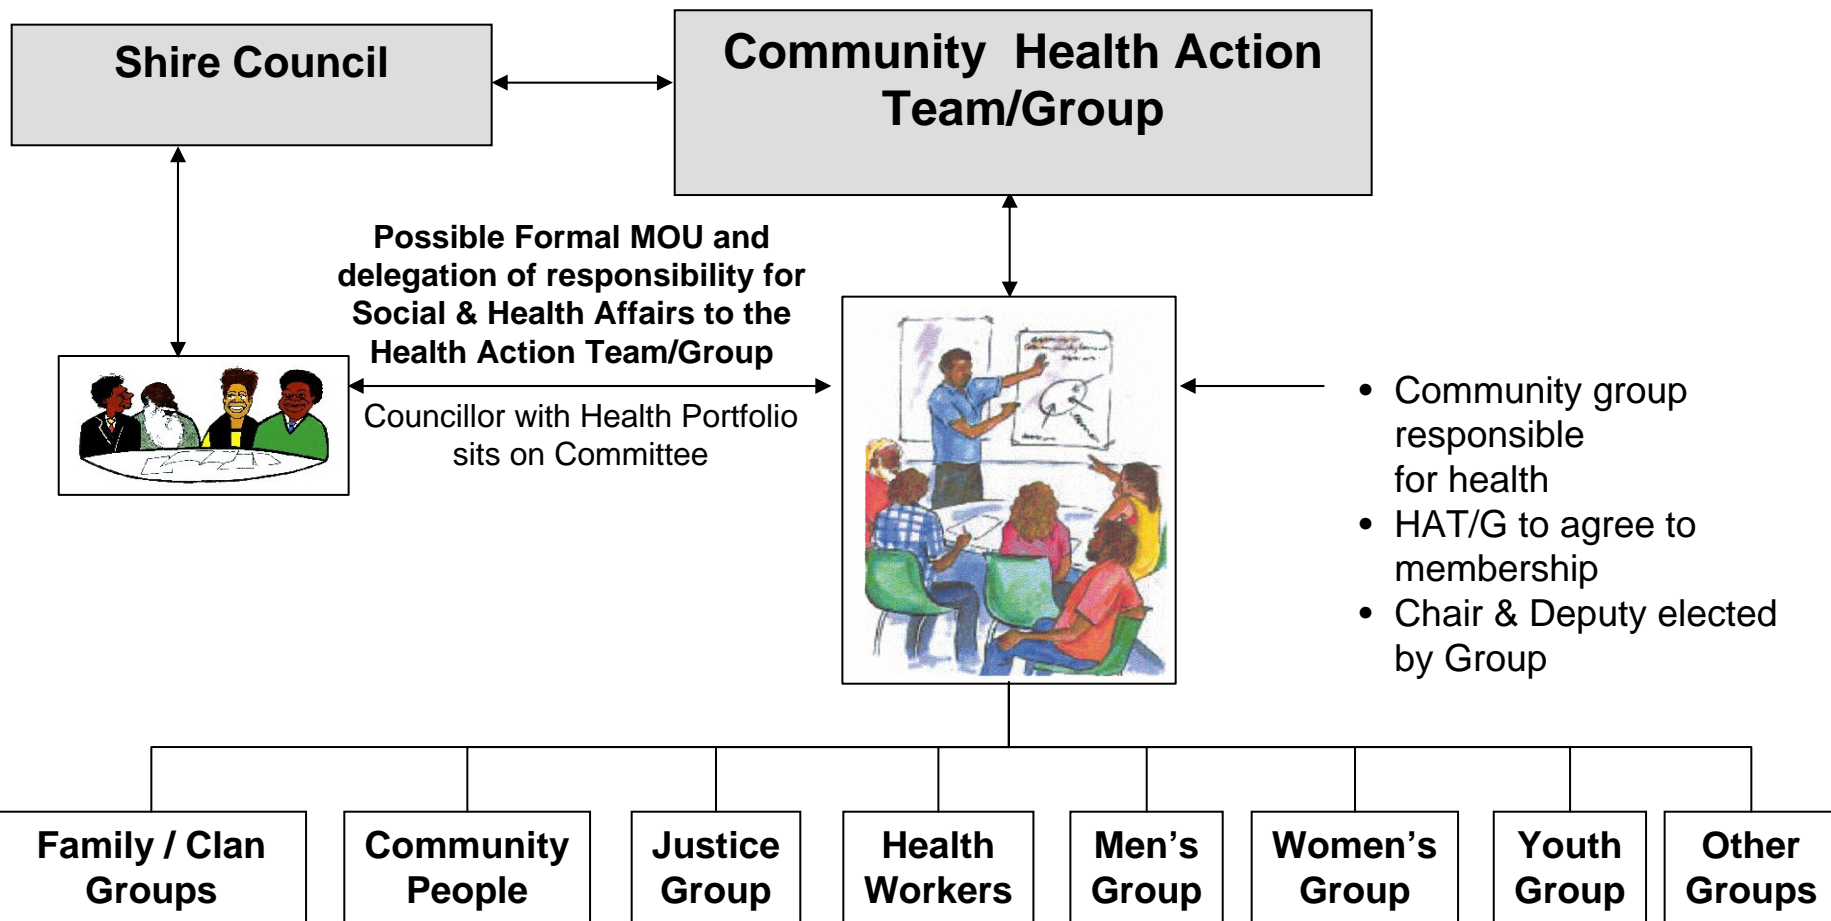 Shire Council
Community Health Action
Team/Group
Possible Formal MOU and
delegation of responsibility for
Social & Health Affairs to the
Health Action Team/Group
Councillor with Health Portfolio
sits on Committee
• Community group
responsible
for health
• HAT/G to agree to
membership
• Chair & Deputy elected
by Group
Family / Clan
Groups
Community
People
Justice
Group
Health
Workers
Men’s
Group
Women’s
Group
Youth
Group
Other
Groups